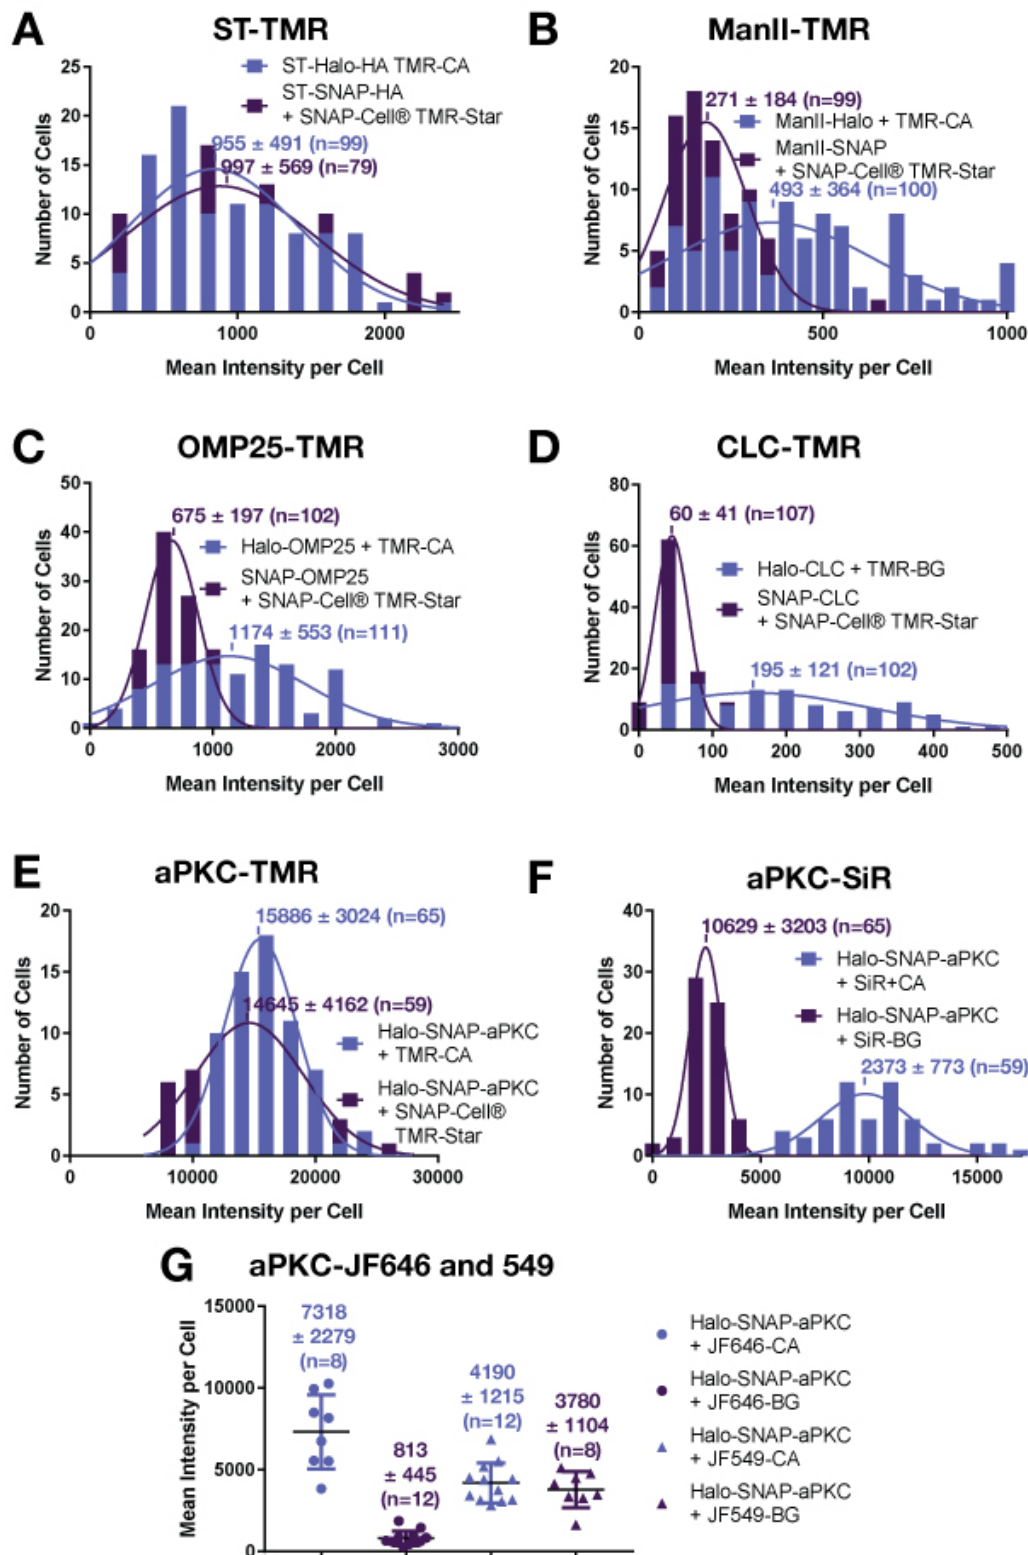 A
ST-TMR
25
20
15
10
5
0
Number of Cells
ST-Halo-HA TMR-CA
ST-SNAP-HA
+ SNAP-Cell® TMR-Star
955 ± 491 (n=99)
997 ± 569 (n=79)
0
1000
2000
Mean Intensity per Cell
B
ManII-TMR
20
15
10
5
0
Number of Cells
271 ± 184 (n=99)
ManII-Halo + TMR-CA
ManII-SNAP
+ SNAP-Cell® TMR-Star
493 ± 364 (n=100)
0
500
1000
Mean Intensity per Cell
C
OMP25-TMR
50
40
30
20
10
0
Number of Cells
675 ± 197 (n=102)
Halo-OMP25 + TMR-CA
SNAP-OMP25
+ SNAP-Cell® TMR-Star
1174 ± 553 (n=111)
0
1000
2000
3000
Mean Intensity per Cell
D
CLC-TMR
80
60
40
20
0
Number of Cells
60 ± 41 (n=107)
Halo-CLC + TMR-BG
SNAP-CLC
+ SNAP-Cell® TMR-Star
195 ± 121 (n=102)
0
100
200
300
400
500
Mean Intensity per Cell
E
aPKC-TMR
20
15
10
5
0
Number of Cells
15886 ± 3024 (n=65)
14645 ± 4162 (n=59)
Halo-SNAP-aPKC
+ TMR-CA
Halo-SNAP-aPKC
+ SNAP-Cell®
TMR-Star
0
10000
20000
30000
Mean Intensity per Cell
F
aPKC-SiR
40
30
20
10
0
Number of Cells
10629 ± 3203 (n=65)
Halo-SNAP-aPKC
+ SiR+CA
Halo-SNAP-aPKC
+ SiR-BG
2373 ± 773 (n=59)
0
5000
10000
15000
Mean Intensity per Cell
G
aPKC-JF646 and 549
15000
10000
5000
0
Mean Intensity per Cell
7318
± 2279
(n=8)
813
± 445
(n=12)
4190
± 1215
(n=12)
3780
± 1104
(n=8)
Halo-SNAP-aPKC
+ JF646-CA
Halo-SNAP-aPKC
+ JF646-BG
Halo-SNAP-aPKC
+ JF549-CA
Halo-SNAP-aPKC
+ JF549-BG